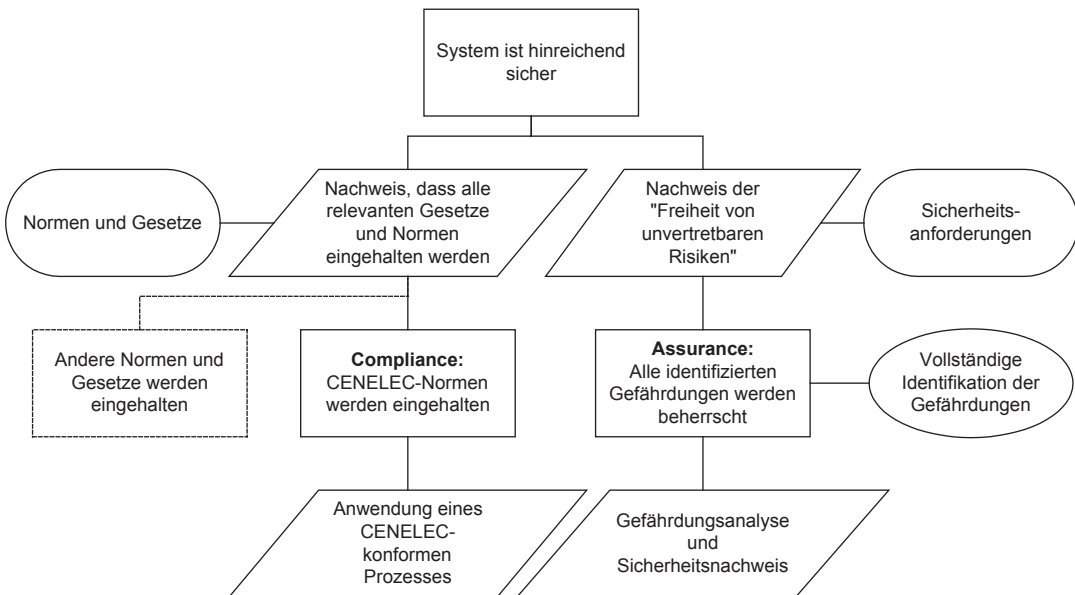 System ist hinreichend
sicher
Normen und Gesetze
Nachweis, dass alle
relevanten Gesetze
und Normen
eingehalten werden
Nachweis der
"Freiheit von
unvertretbaren
Risiken"
Sicherheits-
anforderungen
Andere Normen und
Gesetze werden
eingehalten
Compliance:
CENELEC-Normen
werden eingehalten
Assurance:
Alle identifizierten
Gefährdungen werden
beherrscht
Vollständige
Identifikation der
Gefährdungen
Anwendung eines
CENELEC-
konformen
Prozesses
Gefährdungsanalyse
und
Sicherheitsnachweis